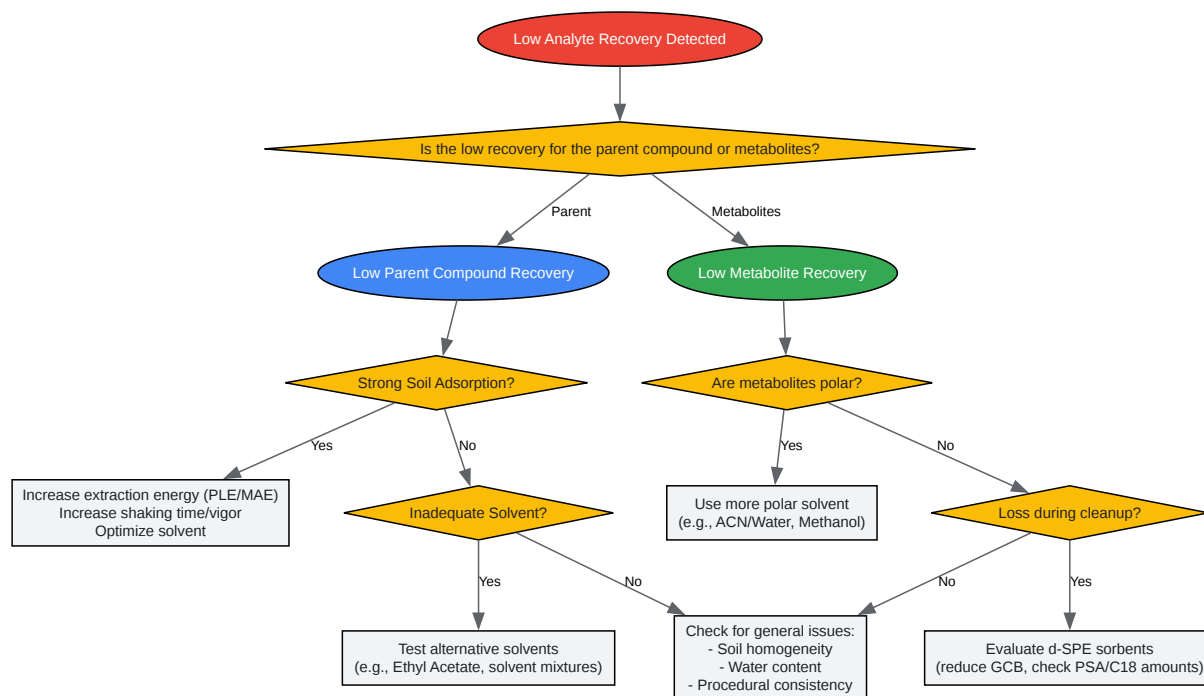 Low Analyte Recovery Detected
Is the low recovery for the parent compound or metabolites?
Parent
Metabolites
Low Parent Compound Recovery
Low Metabolite Recovery
Strong Soil Adsorption?
Are metabolites polar?
Yes
No
Yes
No
Increase extraction energy (PLE/MAE)
Increase shaking time/vigor
Optimize solvent
Inadequate Solvent?
Use more polar solvent
(e.g., ACN/Water, Methanol)
Loss during cleanup?
Yes
No
No
Yes
Test alternative solvents
(e.g., Ethyl Acetate, solvent mixtures)
Check for general issues:
- Soil homogeneity
- Water content
- Procedural consistency
Evaluate d-SPE sorbents
(reduce GCB, check PSA/C18 amounts)